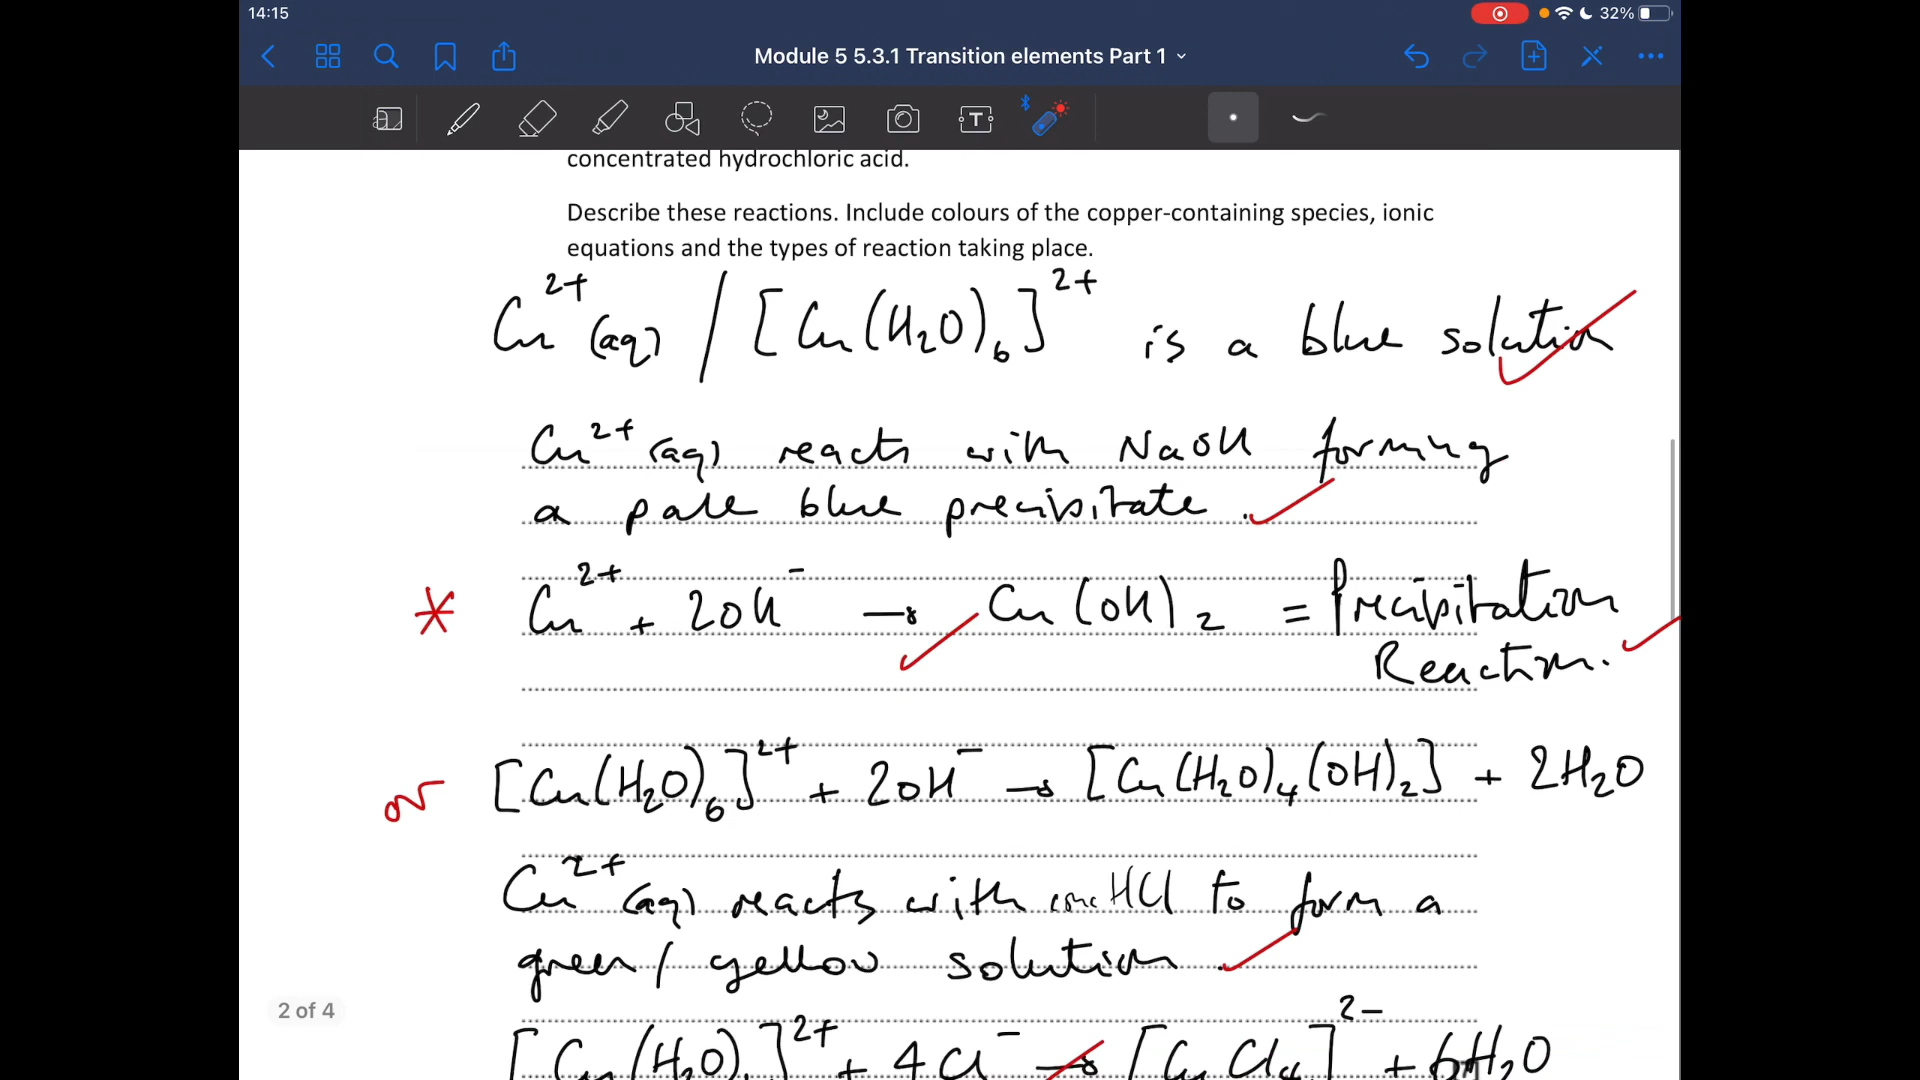 14:15
32%
Module 5 5.3.1 Transition elements Part 1
concentrated hydrochloric acid.
Describe these reactions. Include colours of the copper-containing species, ionic
equations and the types of reaction taking place.
Cu²⁺(aq) / [Cu(H₂O)₆]²⁺ is a blue solution
Cu²⁺(aq) reacts with NaOH forming
a pale blue precipitate.
* Cu²⁺ + 2OH⁻ → Cu(OH)₂ = Precipitation
Reaction.
or [Cu(H₂O)₆]²⁺ + 2OH⁻ → [Cu(H₂O)₄(OH)₂] + 2H₂O
Cu²⁺(aq) reacts with conc HCl to form a
green/yellow solution.
[Cu(H₂O)₆]²⁺ + 4Cl⁻ → [CuCl₄]²⁻ + 6H₂O
2 of 4